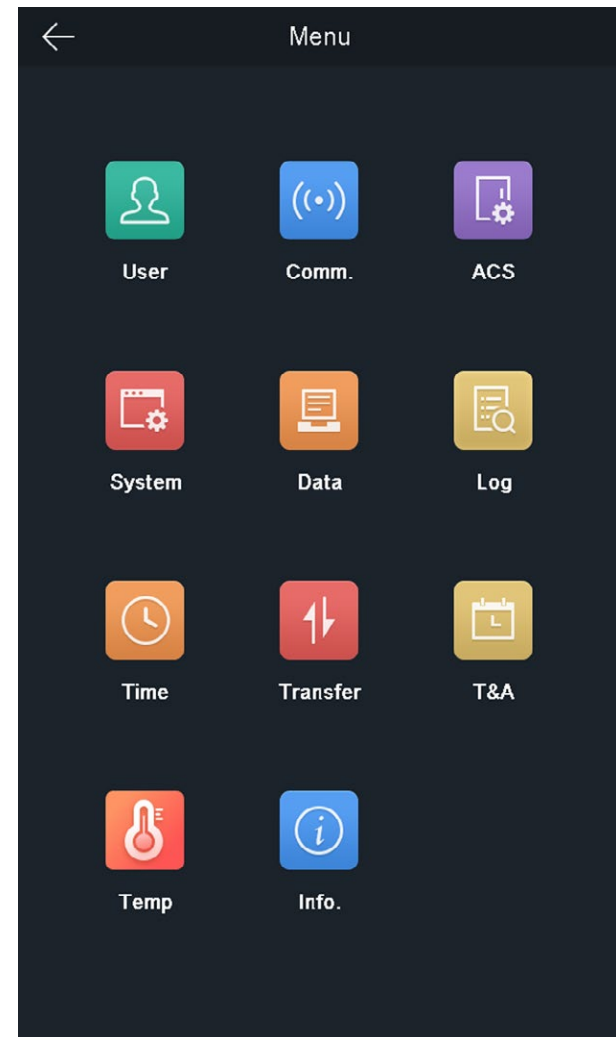 Menu
User Comm. ACS
System Data Log
Time Transfer T&A
Temp Info.